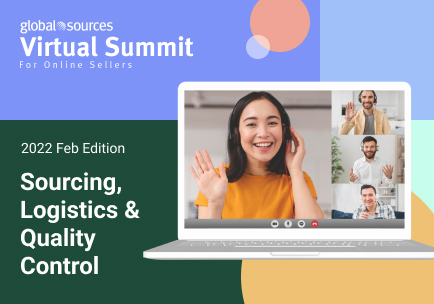 global sources
Virtual Summit
For Online Sellers
2022 Feb Edition
Sourcing,
Logistics &
Quality
Control